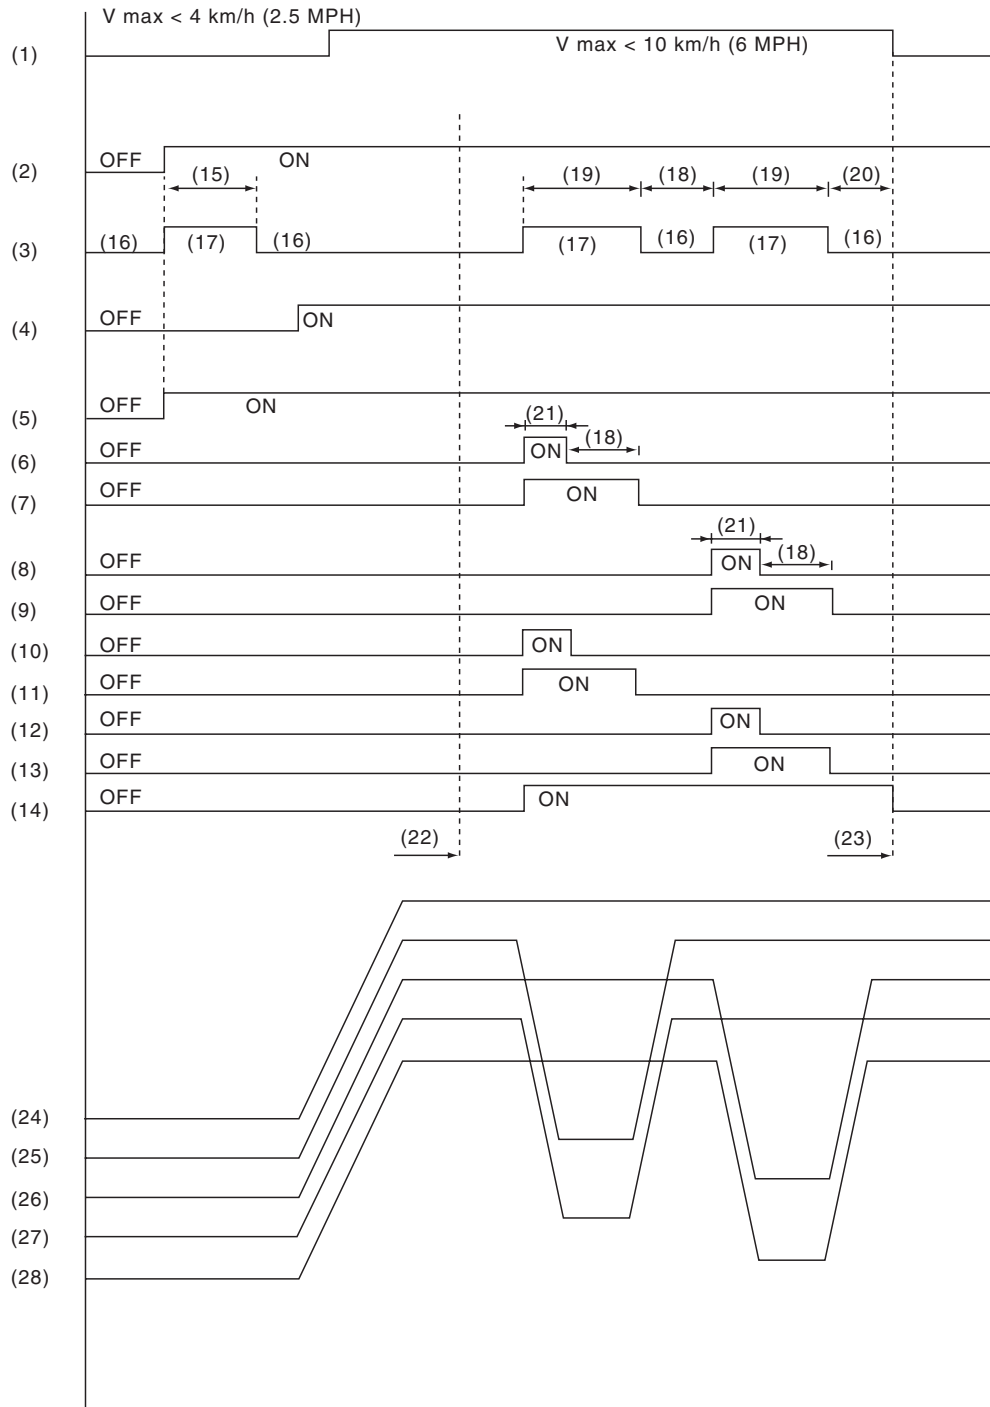 V max < 4 km/h (2.5 MPH)
(1)
V max < 10 km/h (6 MPH)
(2)
OFF
ON
(15)
(19)
(18)
(19)
(20)
(3)
(16)
(17)
(16)
(17)
(16)
(17)
(16)
(4)
OFF
ON
(5)
OFF
ON
(21)
(6)
OFF
ON
(18)
(7)
OFF
ON
(21)
(8)
OFF
ON
(18)
(9)
OFF
ON
(10)
OFF
ON
(11)
OFF
ON
(12)
OFF
ON
(13)
OFF
ON
(14)
OFF
ON
(22)
(23)
(24)
(25)
(26)
(27)
(28)